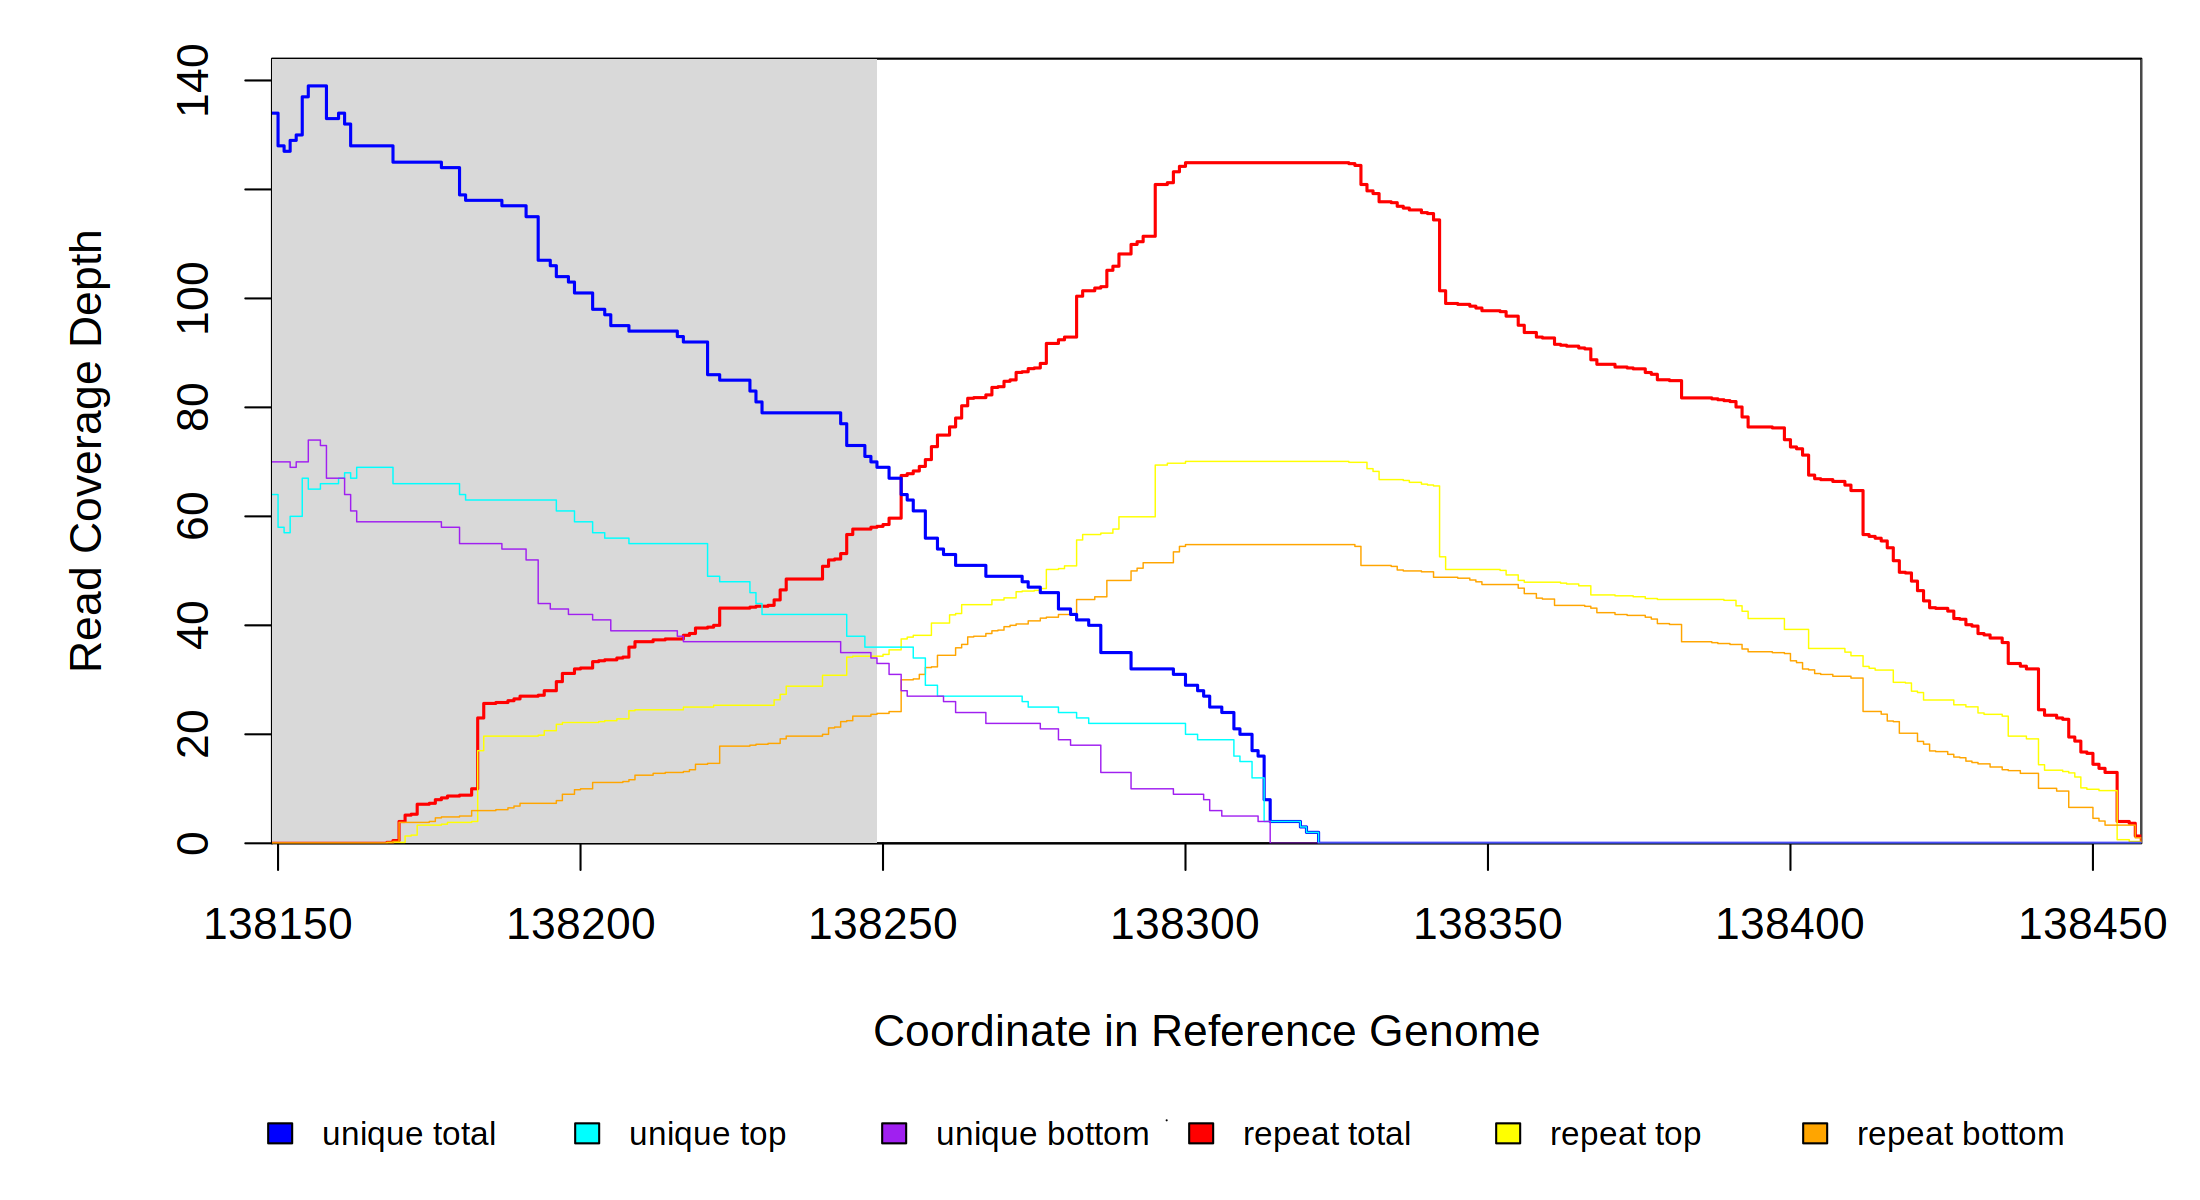 Read Coverage Depth
140
100
80
60
40
20
0
138150 138200 138250 138300 138350 138400 138450
Coordinate in Reference Genome
unique total unique top unique bottom repeat total repeat top repeat bottom